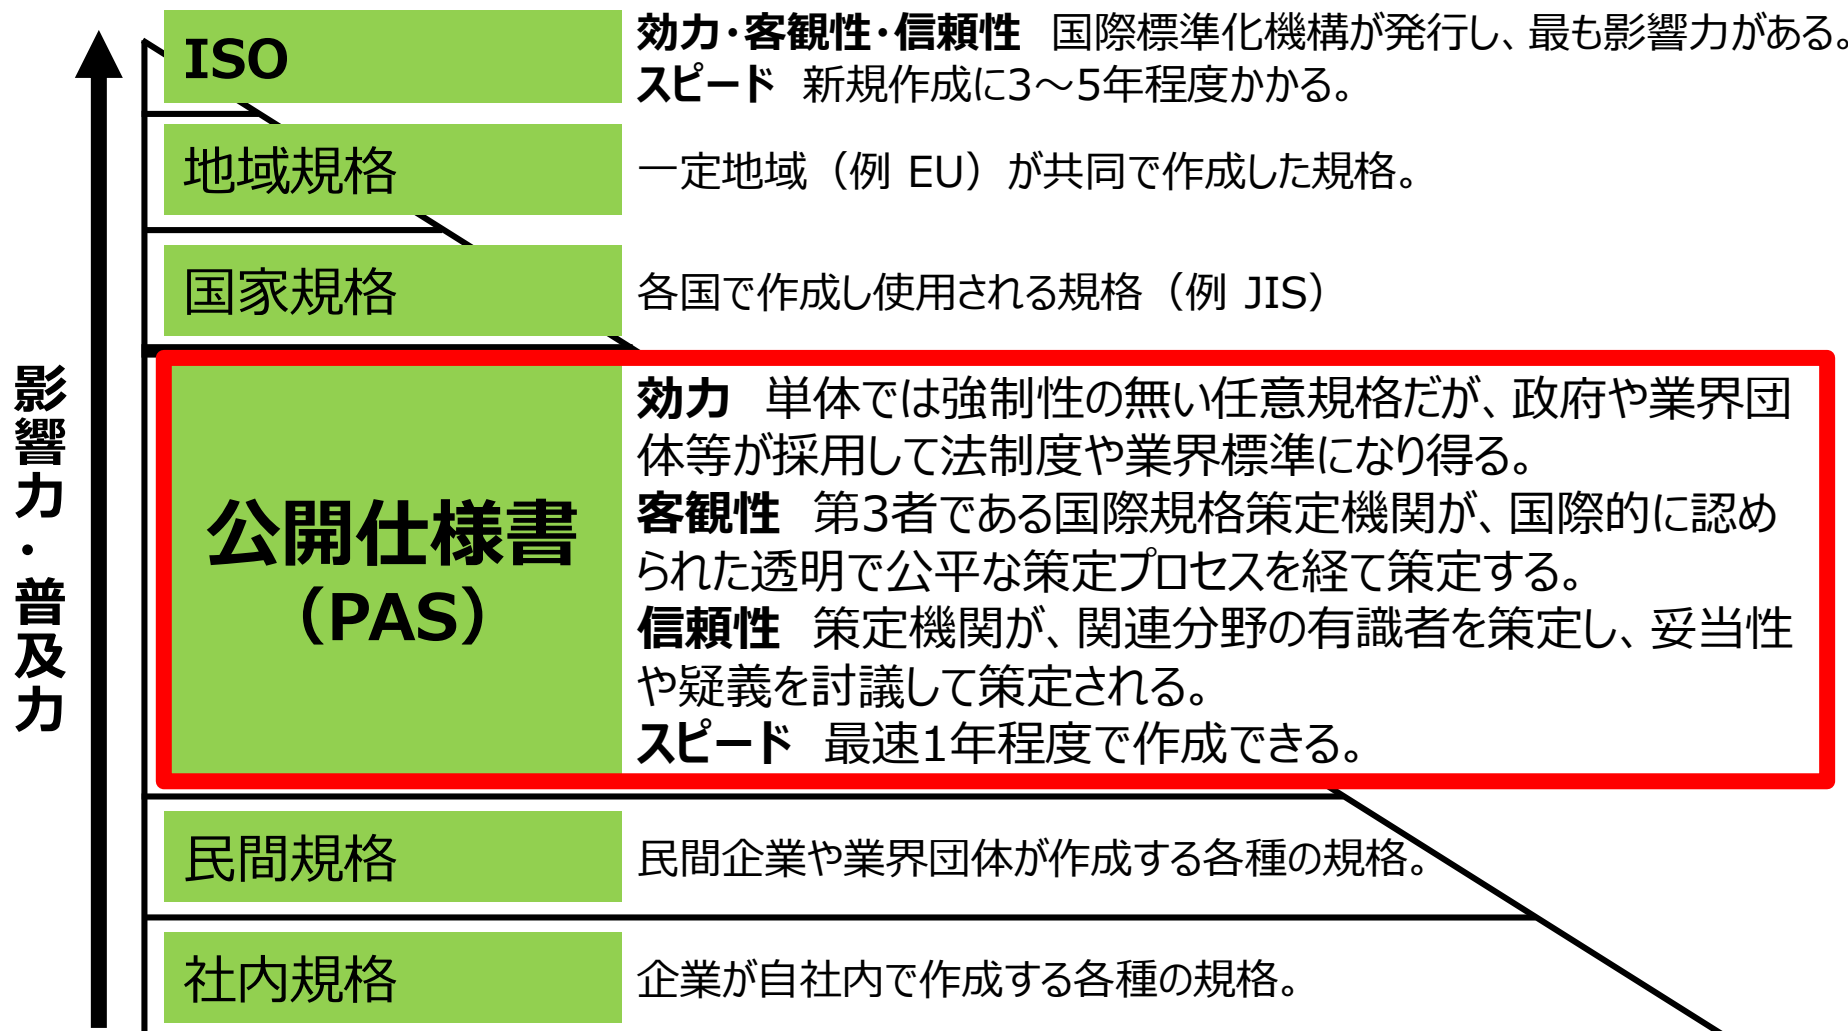 ISO
効力・客観性・信頼性 国際標準化機構が発行し、最も影響力がある。
スピード 新規作成に3～5年程度かかる。
地域規格
一定地域（例 EU）が共同で作成した規格。
国家規格
各国で作成し使用される規格（例 JIS）
影響力・普及力
公開仕様書
（PAS）
効力 単体では強制性の無い任意規格だが、政府や業界団
体等が採用して法制度や業界標準になり得る。
客観性 第3者である国際規格策定機関が、国際的に認め
られた透明で公平な策定プロセスを経て策定する。
信頼性 策定機関が、関連分野の有識者を策定し、妥当性
や疑義を討議して策定される。
スピード 最速1年程度で作成できる。
民間規格
民間企業や業界団体が作成する各種の規格。
社内規格
企業が自社内で作成する各種の規格。